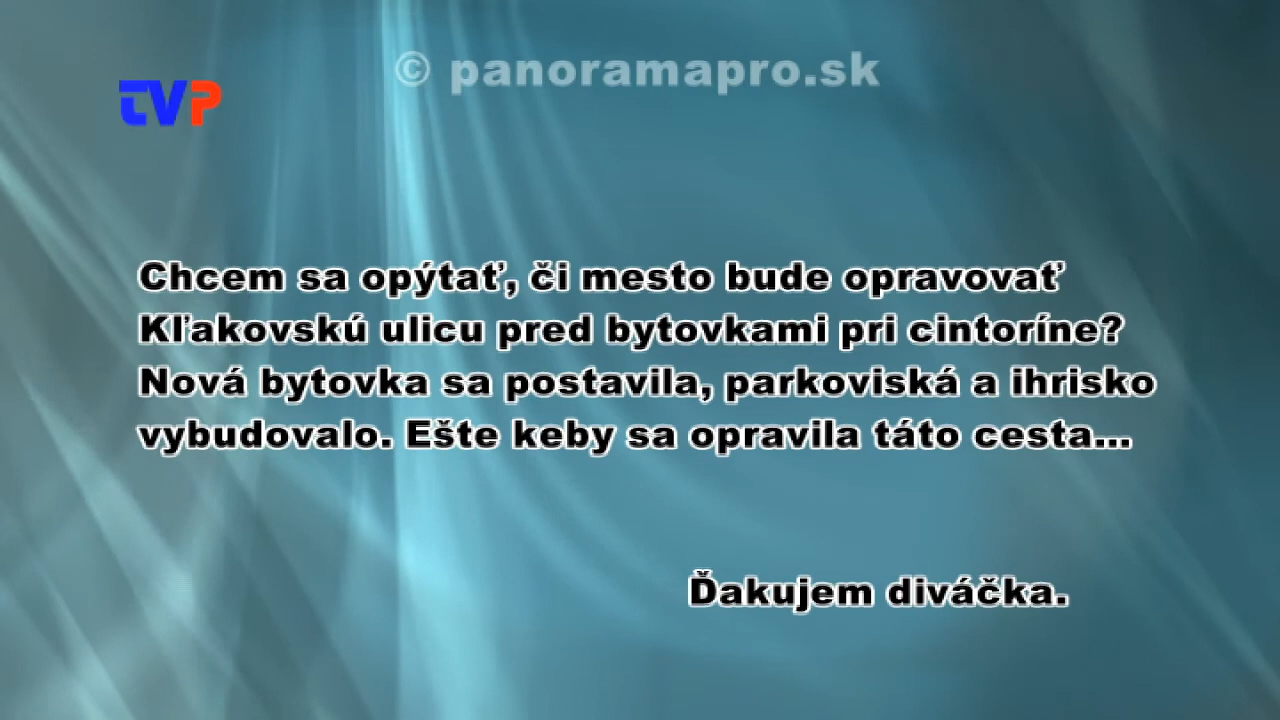 © panoramapro.sk
TVP
Chcem sa opýtať, či mesto bude opravovať
Kľakovskú ulicu pred bytovkami pri cintoríne?
Nová bytovka sa postavila, parkoviská a ihrisko
vybudovalo. Ešte keby sa opravila táto cesta...
Ďakujem diváčka.